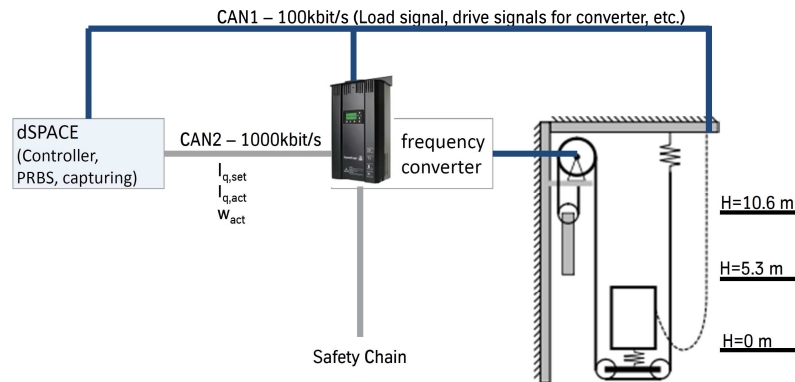 CAN1 – 100kbit/s (Load signal, drive signals for converter, etc.)
dSPACE
(Controller,
PRBS, capturing)
CAN2 – 1000kbit/s
Iq,set
Iq,act
wact
frequency
converter
H=10.6 m
H=5.3 m
H=0 m
Safety Chain